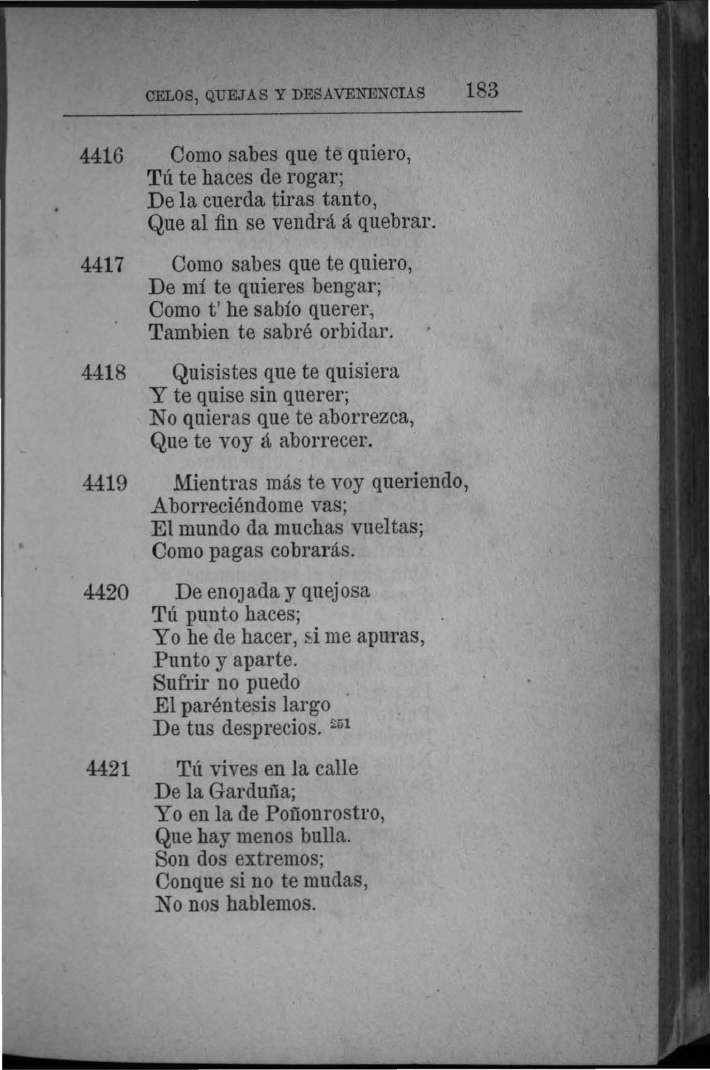 CELOS, QUEJAS Y DESAVENENCIAS 183
4416 Como sabes que te quiero,
Tú te haces de rogar;
De la cuerda tiras tanto,
Que al fin se vendrá á quebrar.
4417 Como sabes que te quiero,
De mí te quieres bengar;
Como t' he sabío querer,
Tambien te sabré orbidar.
4418 Quisistes que te quisiera
Y te quise sin querer;
No quieras que te aborrezca,
Que te voy á aborrecer.
4419 Mientras más te voy queriendo,
Aborreciéndome vas;
El mundo da muchas vueltas;
Como pagas cobrarás.
4420 De enojada y quejosa
Tú punto haces;
Yo he de hacer, si me apuras,
Punto y aparte.
Sufrir no puedo
El paréntesis largo
De tus desprecios. 251
4421 Tú vives en la calle
De la Garduña;
Yo en la de Poñonrostro,
Que hay menos bulla.
Son dos extremos;
Conque si no te mudas,
No nos hablemos.